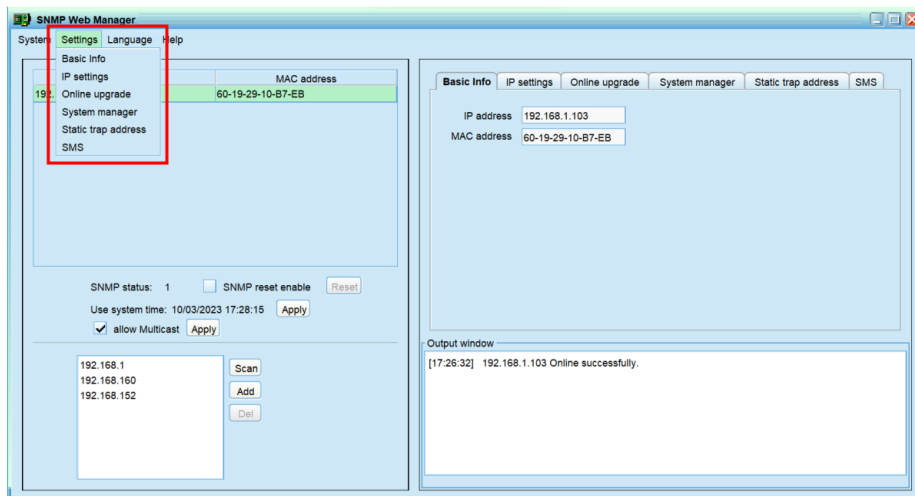 SNMP Web Manager
System Settings Language Help
Basic Info
IP settings
Online upgrade
System manager
Static trap address
SMS
MAC address
192. 60-19-29-10-B7-EB
SNMP status: 1 SNMP reset enable Reset
Use system time: 10/03/2023 17:28:15 Apply
allow Multicast Apply
192.168.1
192.168.160
192.168.152
Scan
Add
Del
Basic Info IP settings Online upgrade System manager Static trap address SMS
IP address 192.168.1.103
MAC address 60-19-29-10-B7-EB
Output window
[17:26:32] 192.168.1.103 Online successfully.